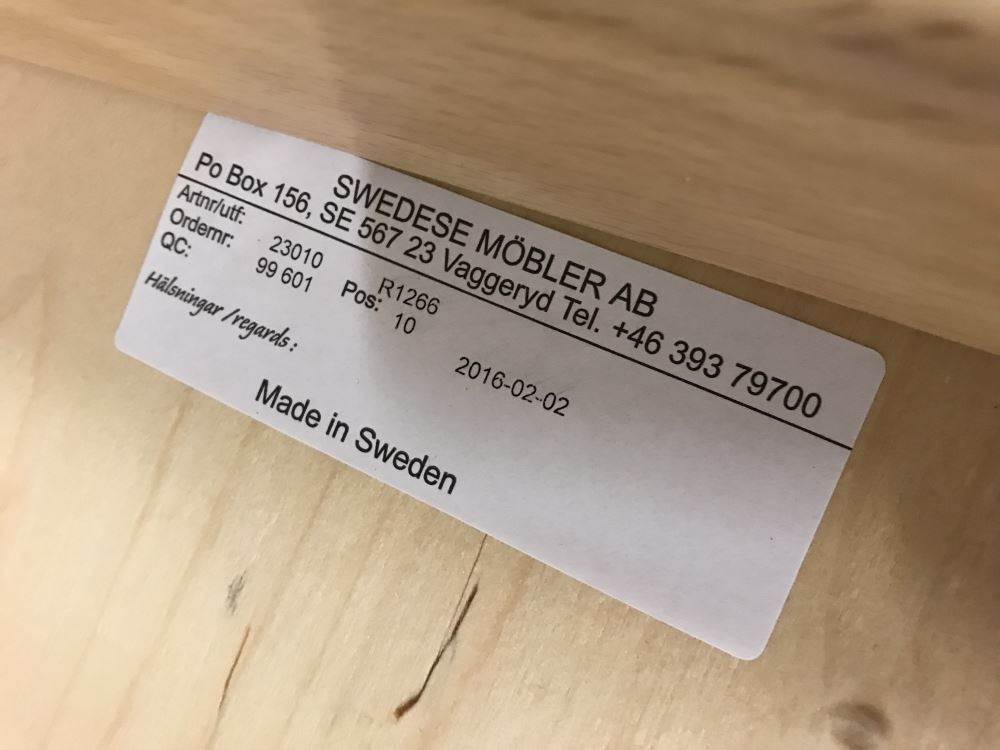 SWEDESE MÖBLER AB
Po Box 156, SE 567 23 Vaggeryd Tel. +46 393 79700
Artnr/utf: 23010 R1266
Ordernr: 99 601 Pos: 10
QC:
2016-02-02
Hälsningar /regards:
Made in Sweden